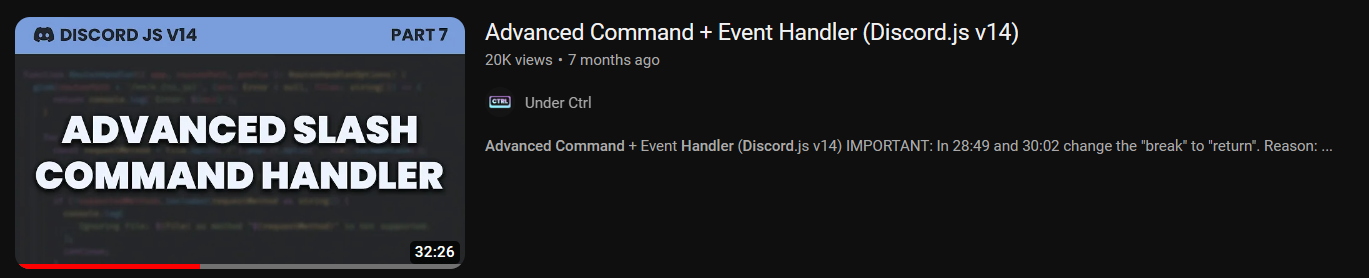 DISCORD JS V14
PART 7
ADVANCED SLASH
COMMAND HANDLER
32:26
Advanced Command + Event Handler (Discord.js v14)
20K views • 7 months ago
CTRL
Under Ctrl
Advanced Command + Event Handler (Discord.js v14) IMPORTANT: In 28:49 and 30:02 change the "break" to "return". Reason: ...